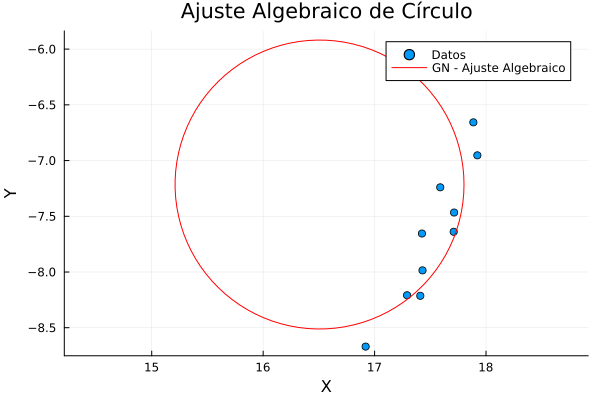 Ajuste Algebraico de Círculo
Datos
GN - Ajuste Algebraico
−6.0
−6.5
−7.0
−7.5
−8.0
−8.5
Y
15
16
17
18
X